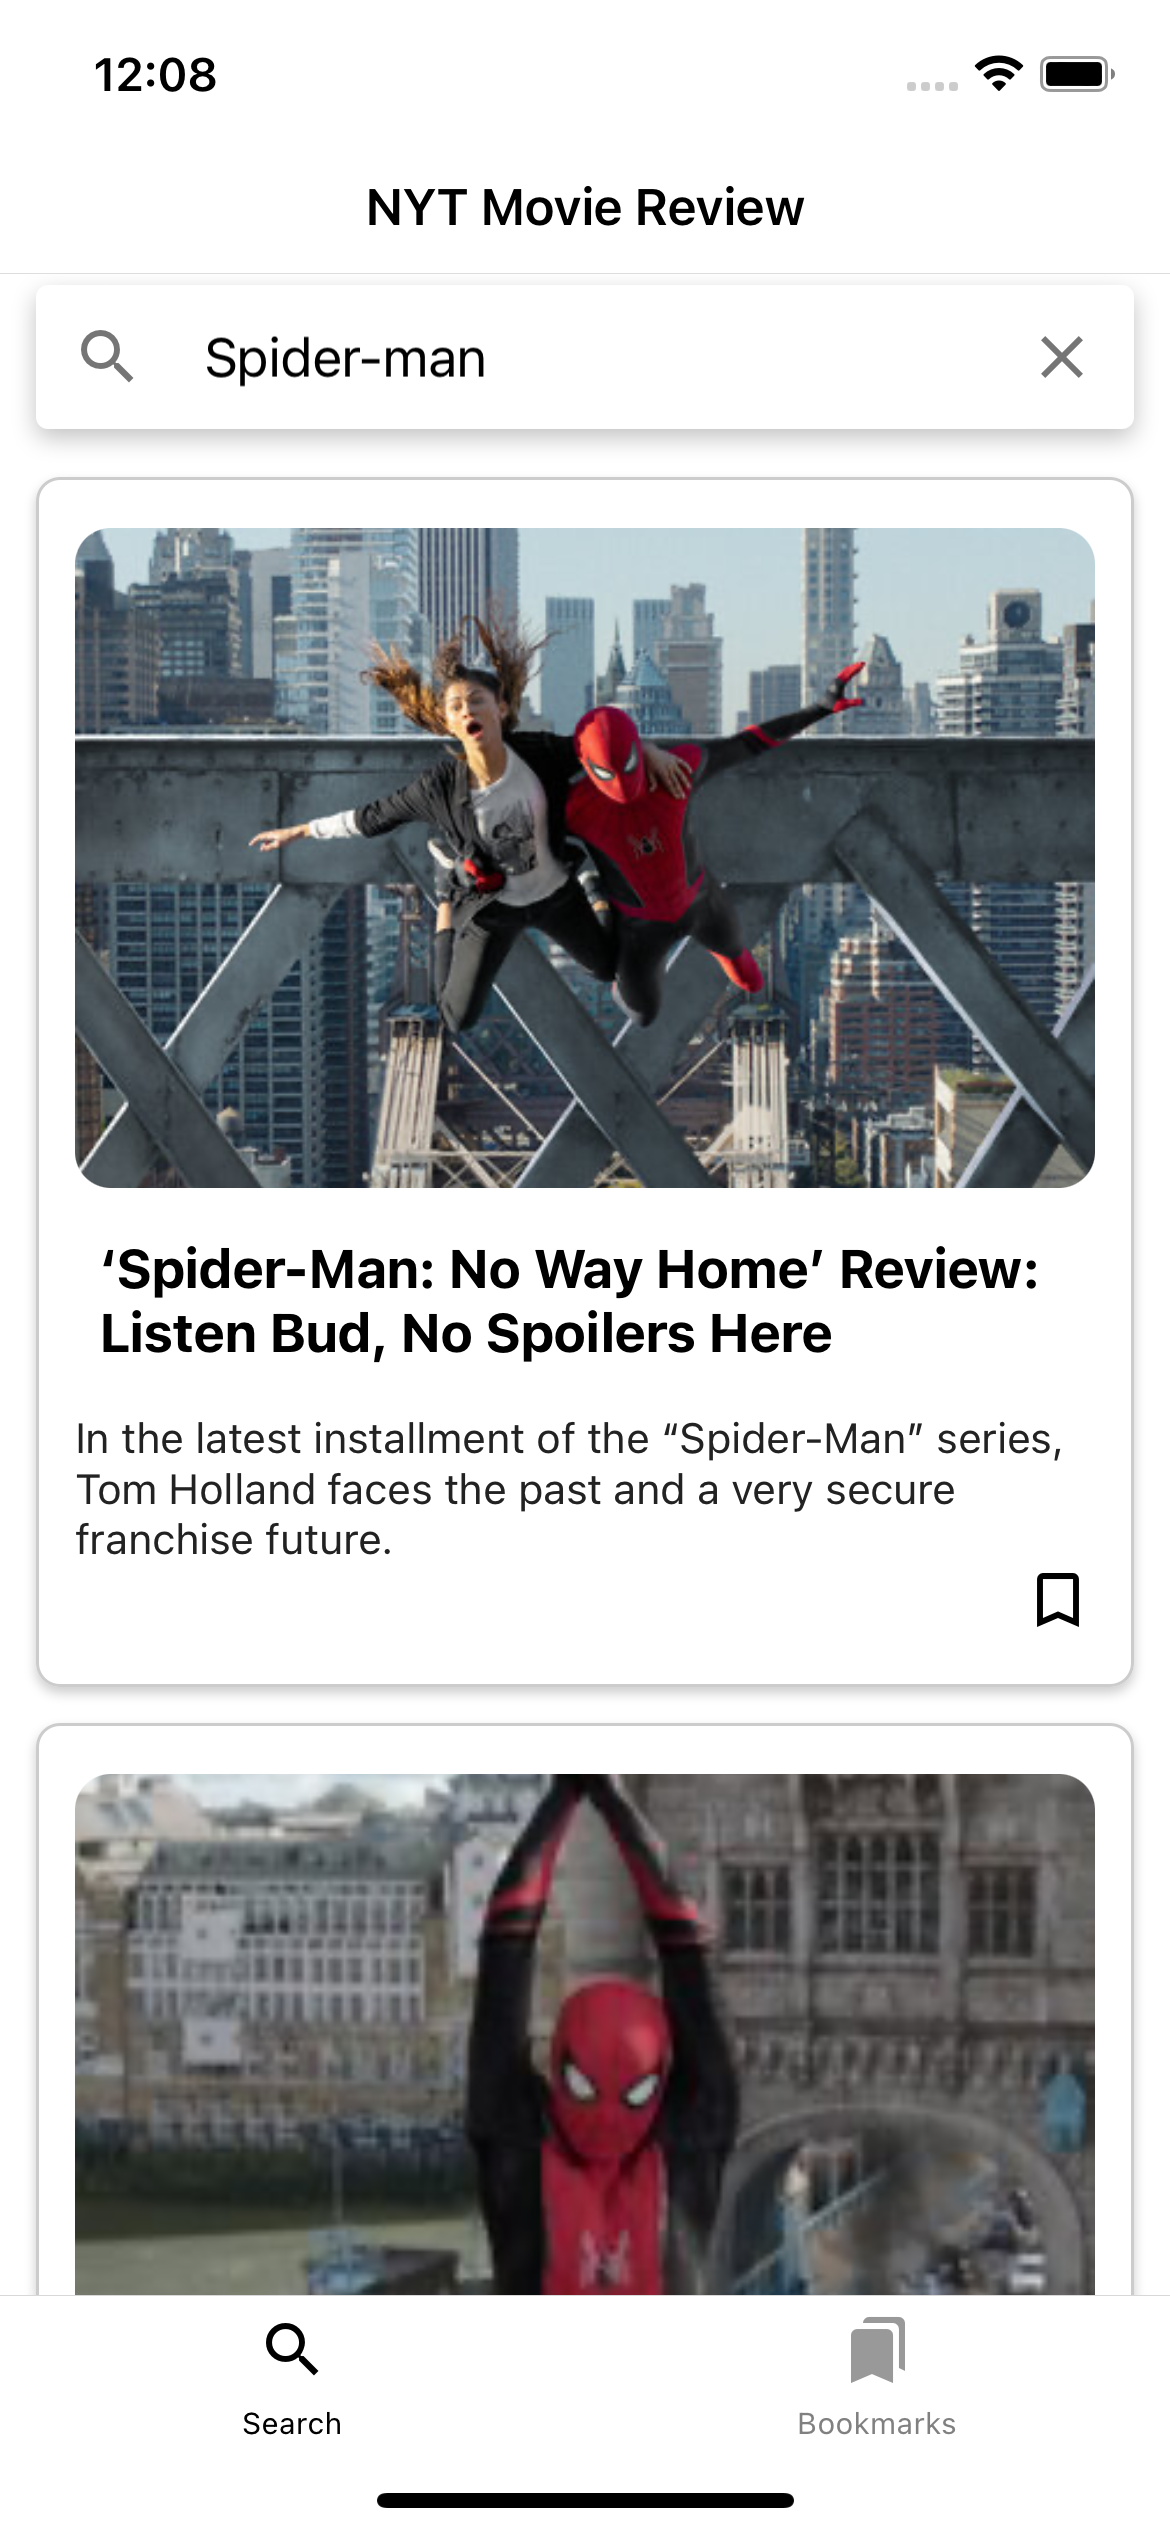 12:08
NYT Movie Review
Spider-man
‘Spider-Man: No Way Home’ Review:
Listen Bud, No Spoilers Here
In the latest installment of the “Spider-Man” series,
Tom Holland faces the past and a very secure
franchise future.
Search
Bookmarks